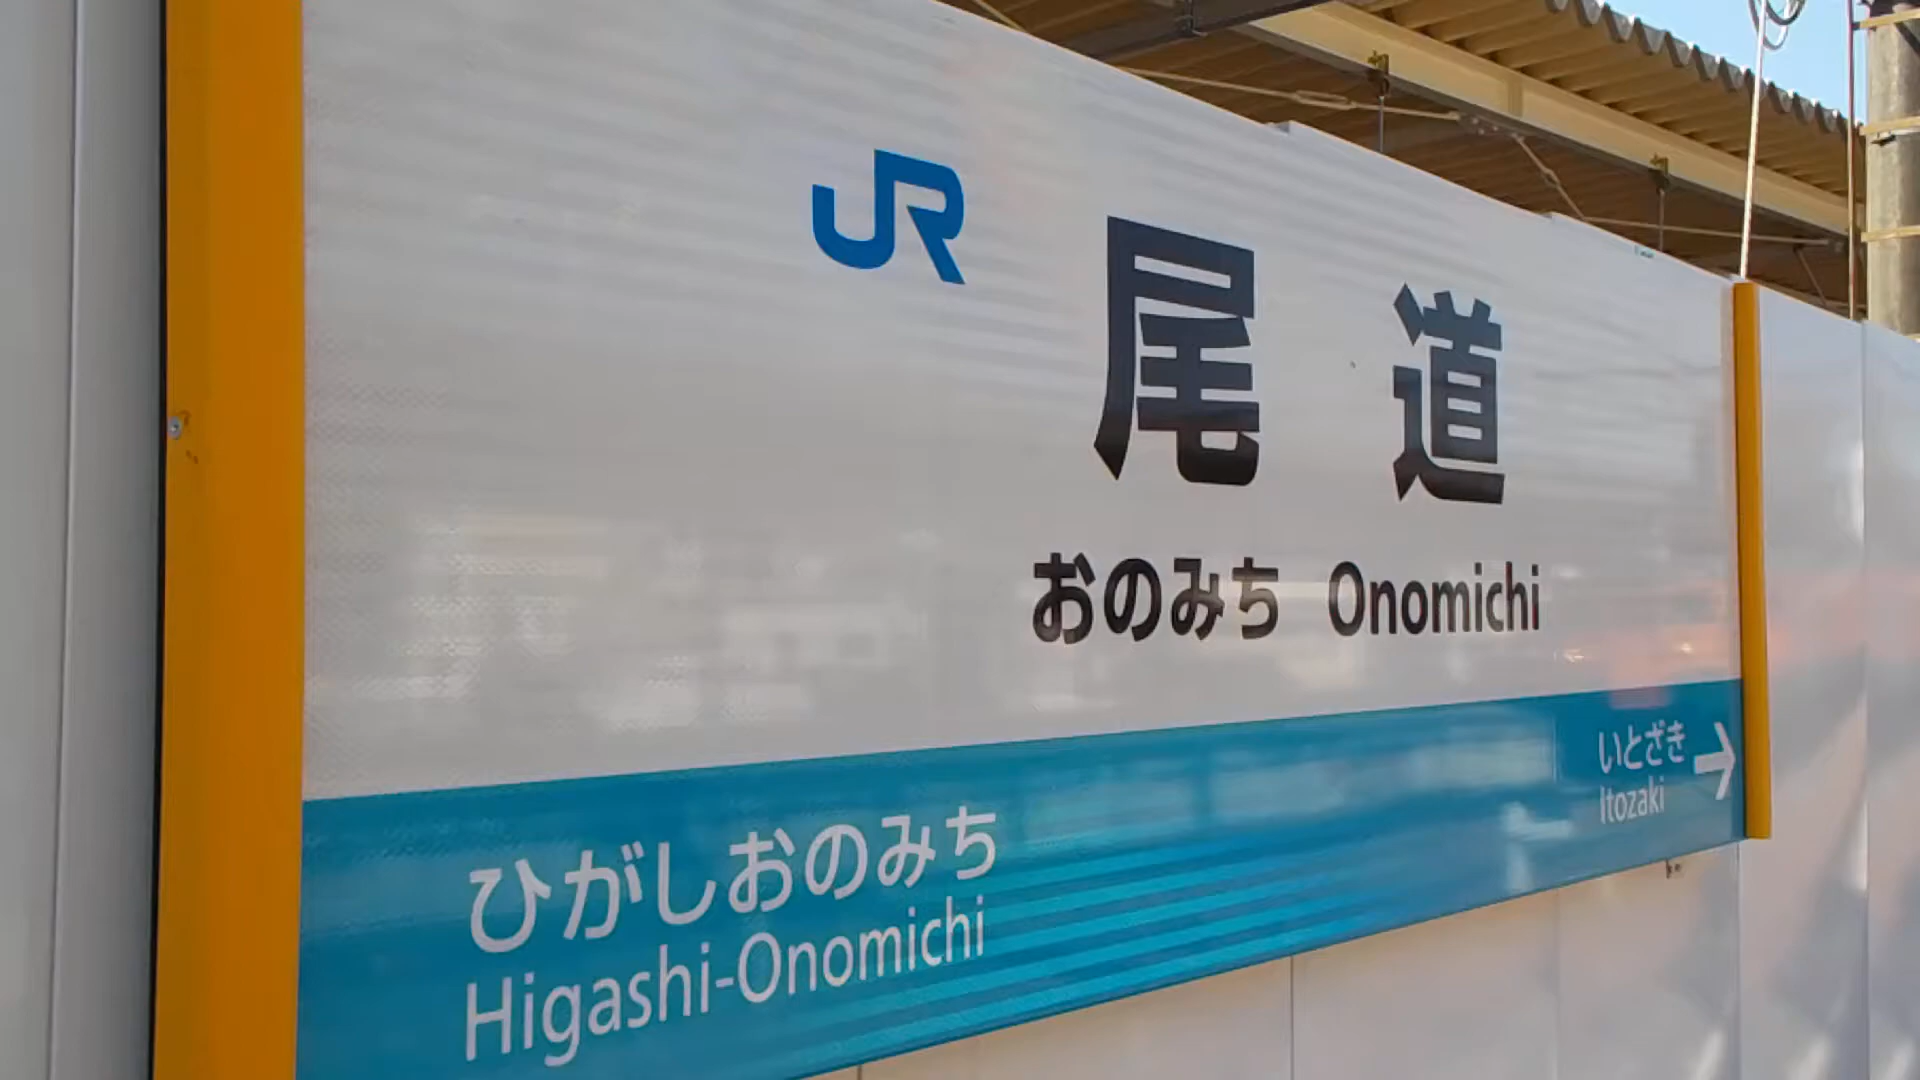 JR
尾道
おのみち Onomichi
ひがしおのみち
Higashi-Onomichi
いとざき →
Itozaki